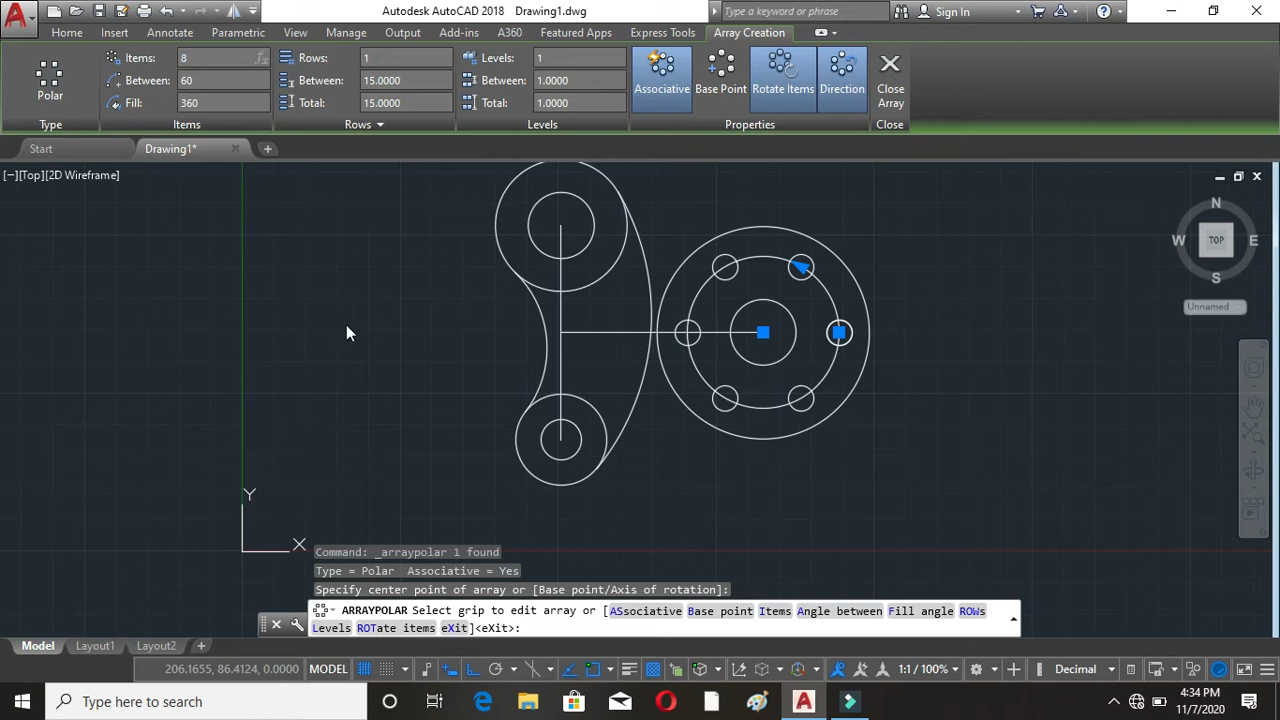 Autodesk AutoCAD 2018 Drawing1.dwg
Type a keyword or phrase
Sign In
Home Insert Annotate Parametric View Manage Output Add-ins A360 Featured Apps Express Tools Array Creation
Items: 8 Rows: 1 Levels: 1
Between: 60 Between: 15.0000 Between: 1.0000
Fill: 360 Total: 15.0000 Total: 1.0000
Polar Associative Base Point Rotate Items Direction Close Array
Type Items Rows Levels Properties Close
Start Drawing1*
[−][Top][2D Wireframe]
N
W TOP E
S
Unnamed
Y
X
Command: _arraypolar 1 found
Type = Polar Associative = Yes
Specify center point of array or [Base point/Axis of rotation]:
ARRAYPOLAR Select grip to edit array or [ASsociative Base point Items Angle between Fill angle ROWs
Levels ROTate items eXit]<eXit>:
Model Layout1 Layout2 +
206.1655, 86.4124, 0.0000 MODEL 1:1 / 100% Decimal
Type here to search
4:34 PM
11/7/2020